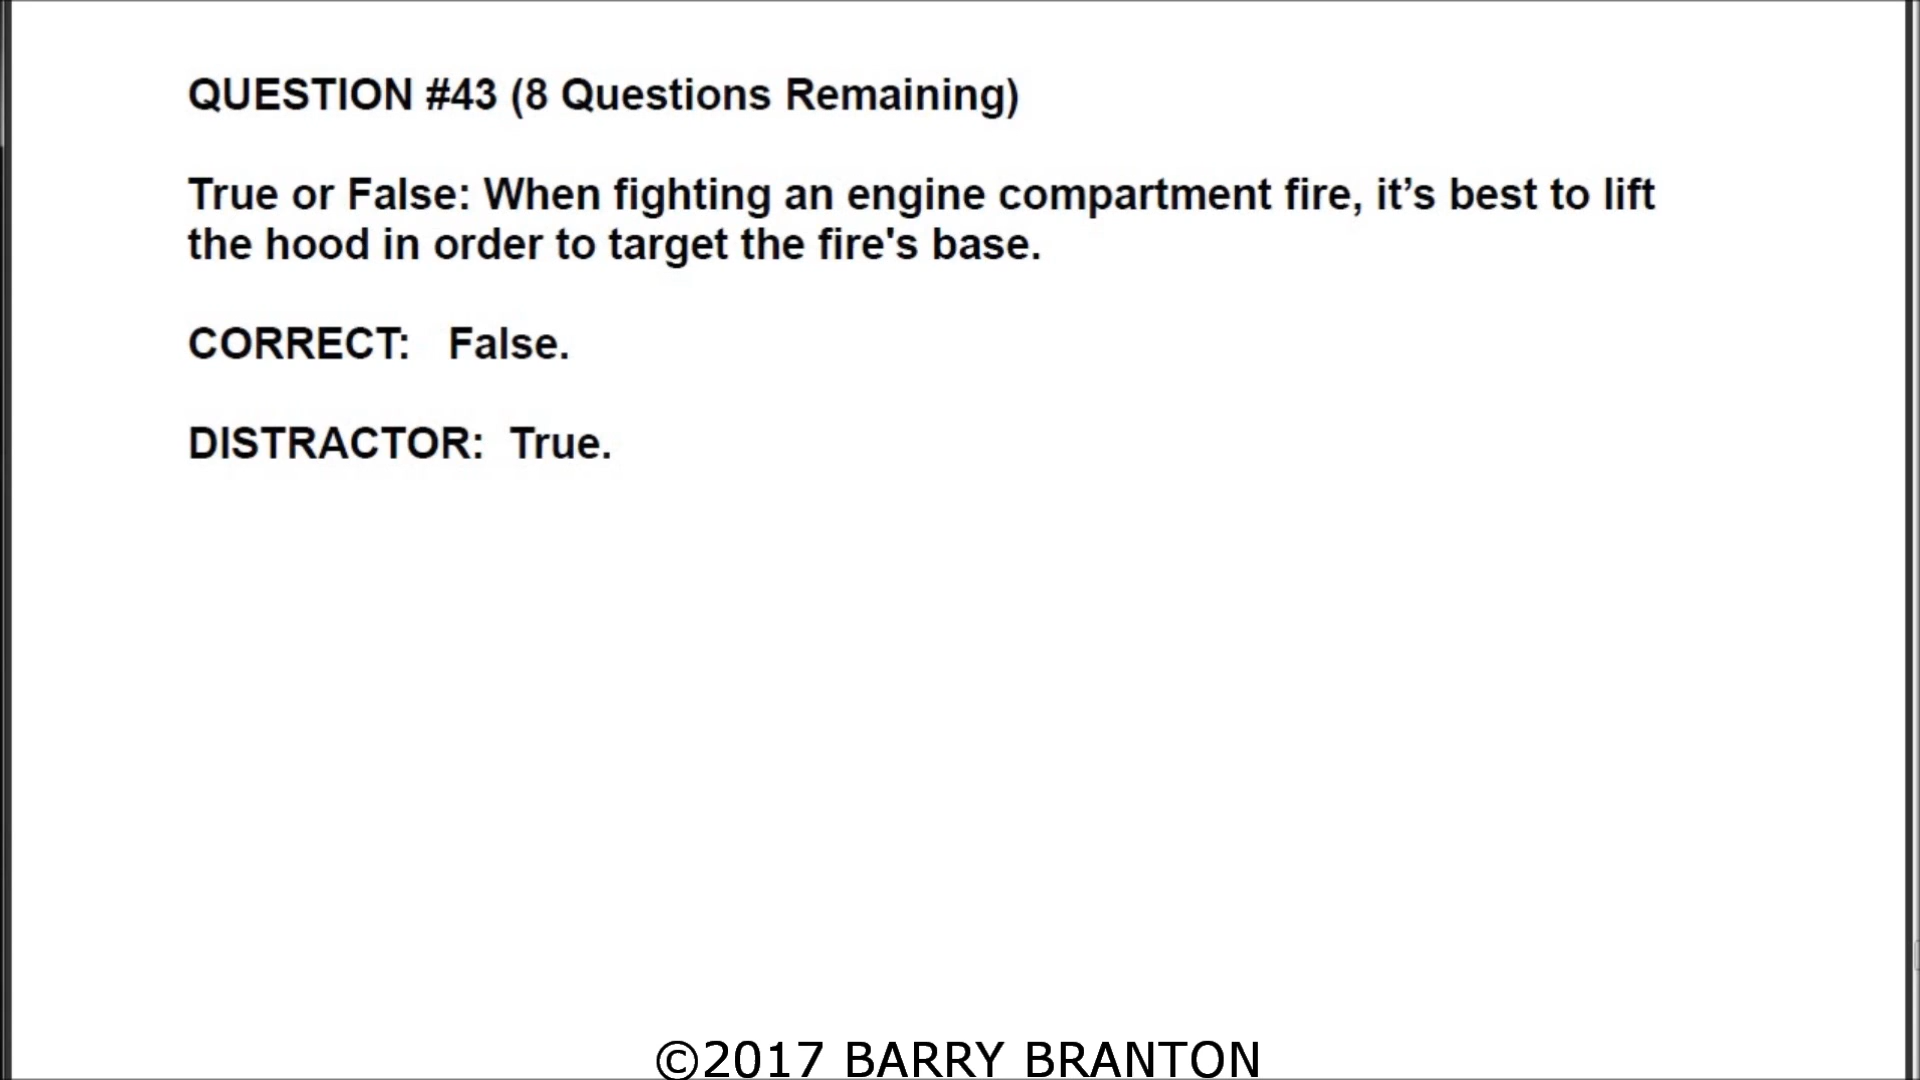 QUESTION #43 (8 Questions Remaining)
True or False: When fighting an engine compartment fire, it’s best to lift
the hood in order to target the fire's base.
CORRECT: False.
DISTRACTOR: True.
©2017 BARRY BRANTON